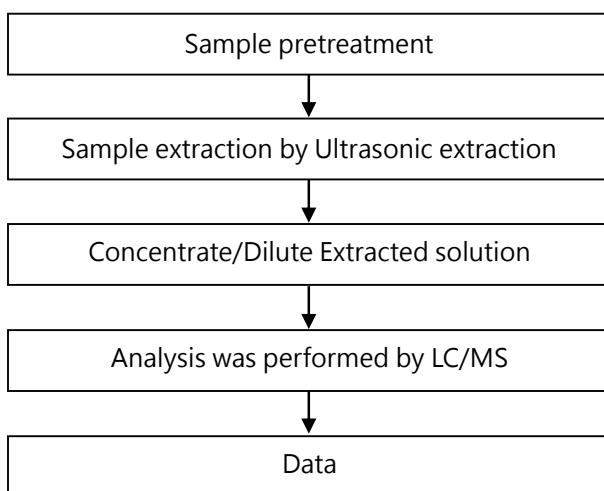 Sample pretreatment
Sample extraction by Ultrasonic extraction
Concentrate/Dilute Extracted solution
Analysis was performed by LC/MS
Data